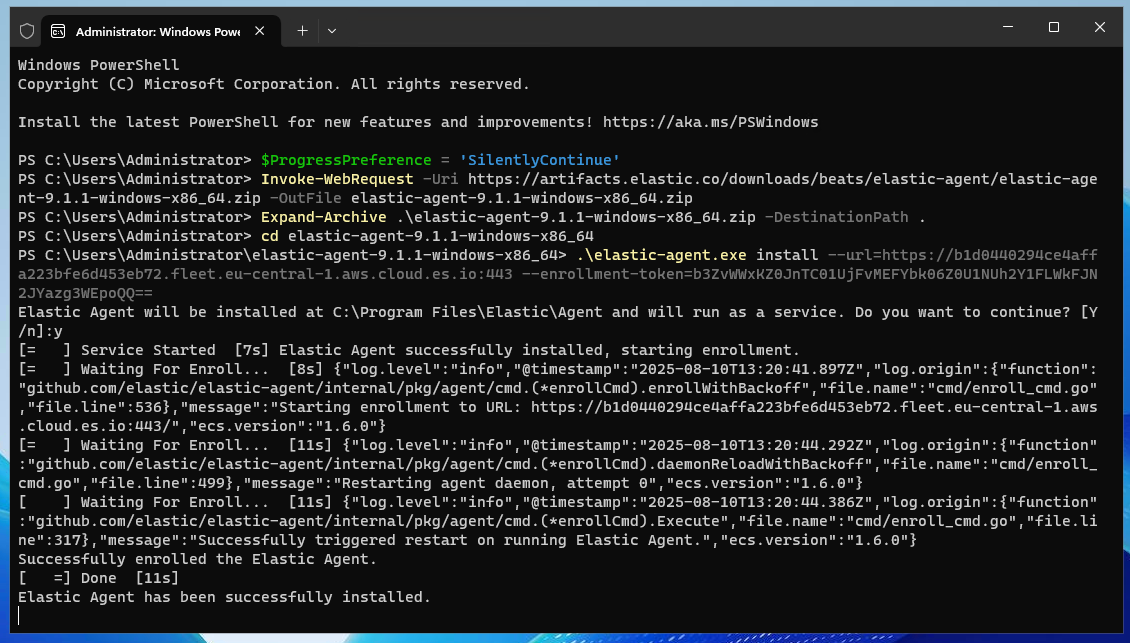 Administrator: Windows Powe
Windows PowerShell
Copyright (C) Microsoft Corporation. All rights reserved.
Install the latest PowerShell for new features and improvements! https://aka.ms/PSWindows
PS C:\Users\Administrator> $ProgressPreference = 'SilentlyContinue'
PS C:\Users\Administrator> Invoke-WebRequest -Uri https://artifacts.elastic.co/downloads/beats/elastic-agent/elastic-age
nt-9.1.1-windows-x86_64.zip -OutFile elastic-agent-9.1.1-windows-x86_64.zip
PS C:\Users\Administrator> Expand-Archive .\elastic-agent-9.1.1-windows-x86_64.zip -DestinationPath .
PS C:\Users\Administrator> cd elastic-agent-9.1.1-windows-x86_64
PS C:\Users\Administrator\elastic-agent-9.1.1-windows-x86_64> .\elastic-agent.exe install --url=https://b1d0440294ce4aff
a223bfe6d453eb72.fleet.eu-central-1.aws.cloud.es.io:443 --enrollment-token=b3ZvWWxKZ0JnTC01UjFvMEFYbk06Z0U1NUh2Y1FLWkFJN
2JYazg3WEpoQQ==
Elastic Agent will be installed at C:\Program Files\Elastic\Agent and will run as a service. Do you want to continue? [Y
/n]:y
[=   ] Service Started  [7s] Elastic Agent successfully installed, starting enrollment.
[=   ] Waiting For Enroll...  [8s] {"log.level":"info","@timestamp":"2025-08-10T13:20:41.897Z","log.origin":{"function":
"github.com/elastic/elastic-agent/internal/pkg/agent/cmd.(*enrollCmd).enrollWithBackoff","file.name":"cmd/enroll_cmd.go"
,"file.line":536},"message":"Starting enrollment to URL: https://b1d0440294ce4affa223bfe6d453eb72.fleet.eu-central-1.aws
.cloud.es.io:443/","ecs.version":"1.6.0"}
[=   ] Waiting For Enroll...  [11s] {"log.level":"info","@timestamp":"2025-08-10T13:20:44.292Z","log.origin":{"function"
:"github.com/elastic/elastic-agent/internal/pkg/agent/cmd.(*enrollCmd).daemonReloadWithBackoff","file.name":"cmd/enroll_
cmd.go","file.line":499},"message":"Restarting agent daemon, attempt 0","ecs.version":"1.6.0"}
[    ] Waiting For Enroll...  [11s] {"log.level":"info","@timestamp":"2025-08-10T13:20:44.386Z","log.origin":{"function"
:"github.com/elastic/elastic-agent/internal/pkg/agent/cmd.(*enrollCmd).Execute","file.name":"cmd/enroll_cmd.go","file.li
ne":317},"message":"Successfully triggered restart on running Elastic Agent.","ecs.version":"1.6.0"}
Successfully enrolled the Elastic Agent.
[   =] Done  [11s]
Elastic Agent has been successfully installed.